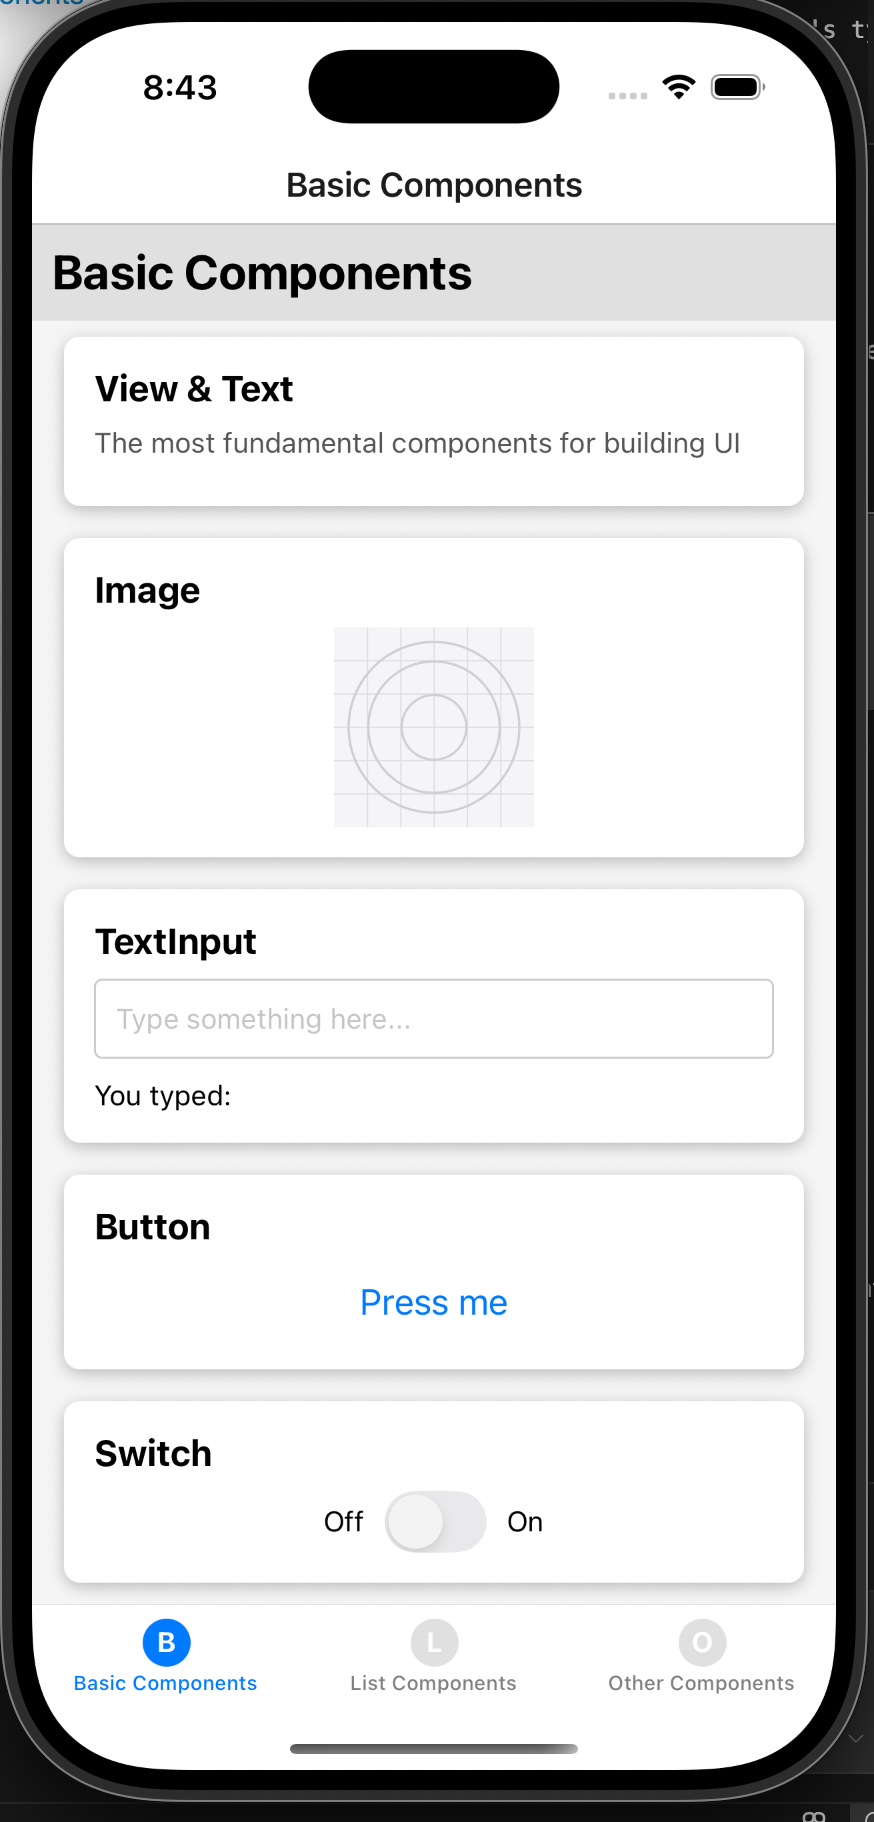 8:43
Basic Components
Basic Components
View & Text
The most fundamental components for building UI
Image
TextInput
Type something here...
You typed:
Button
Press me
Switch
Off On
B L O
Basic Components List Components Other Components